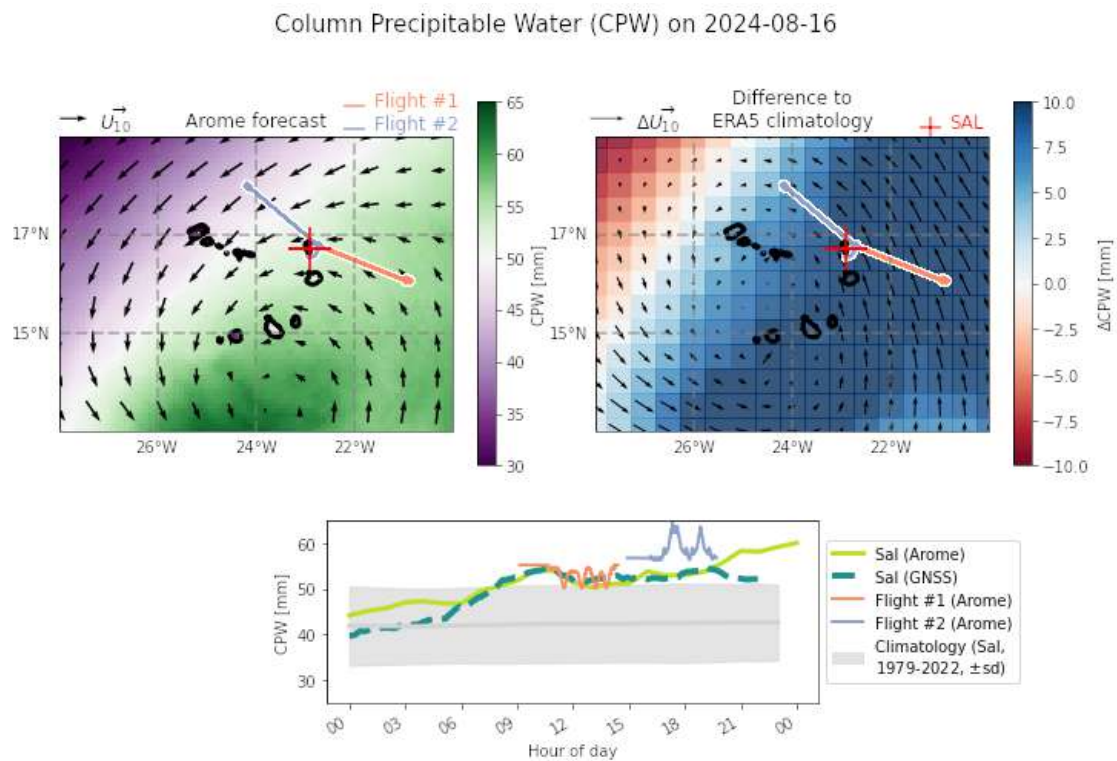 Column Precipitable Water (CPW) on 2024-08-16
U⃗10
Arome forecast
Flight #1
Flight #2
ΔU⃗10
Difference to
ERA5 climatology
SAL
17°N
15°N
26°W
24°W
22°W
65
60
55
50
45
40
35
30
CPW [mm]
17°N
15°N
26°W
24°W
22°W
10.0
7.5
5.0
2.5
0.0
−2.5
−5.0
−7.5
−10.0
ΔCPW [mm]
60
50
40
30
CPW [mm]
00
03
06
09
12
15
18
21
00
Hour of day
Sal (Arome)
Sal (GNSS)
Flight #1 (Arome)
Flight #2 (Arome)
Climatology (Sal,
1979-2022, ±sd)